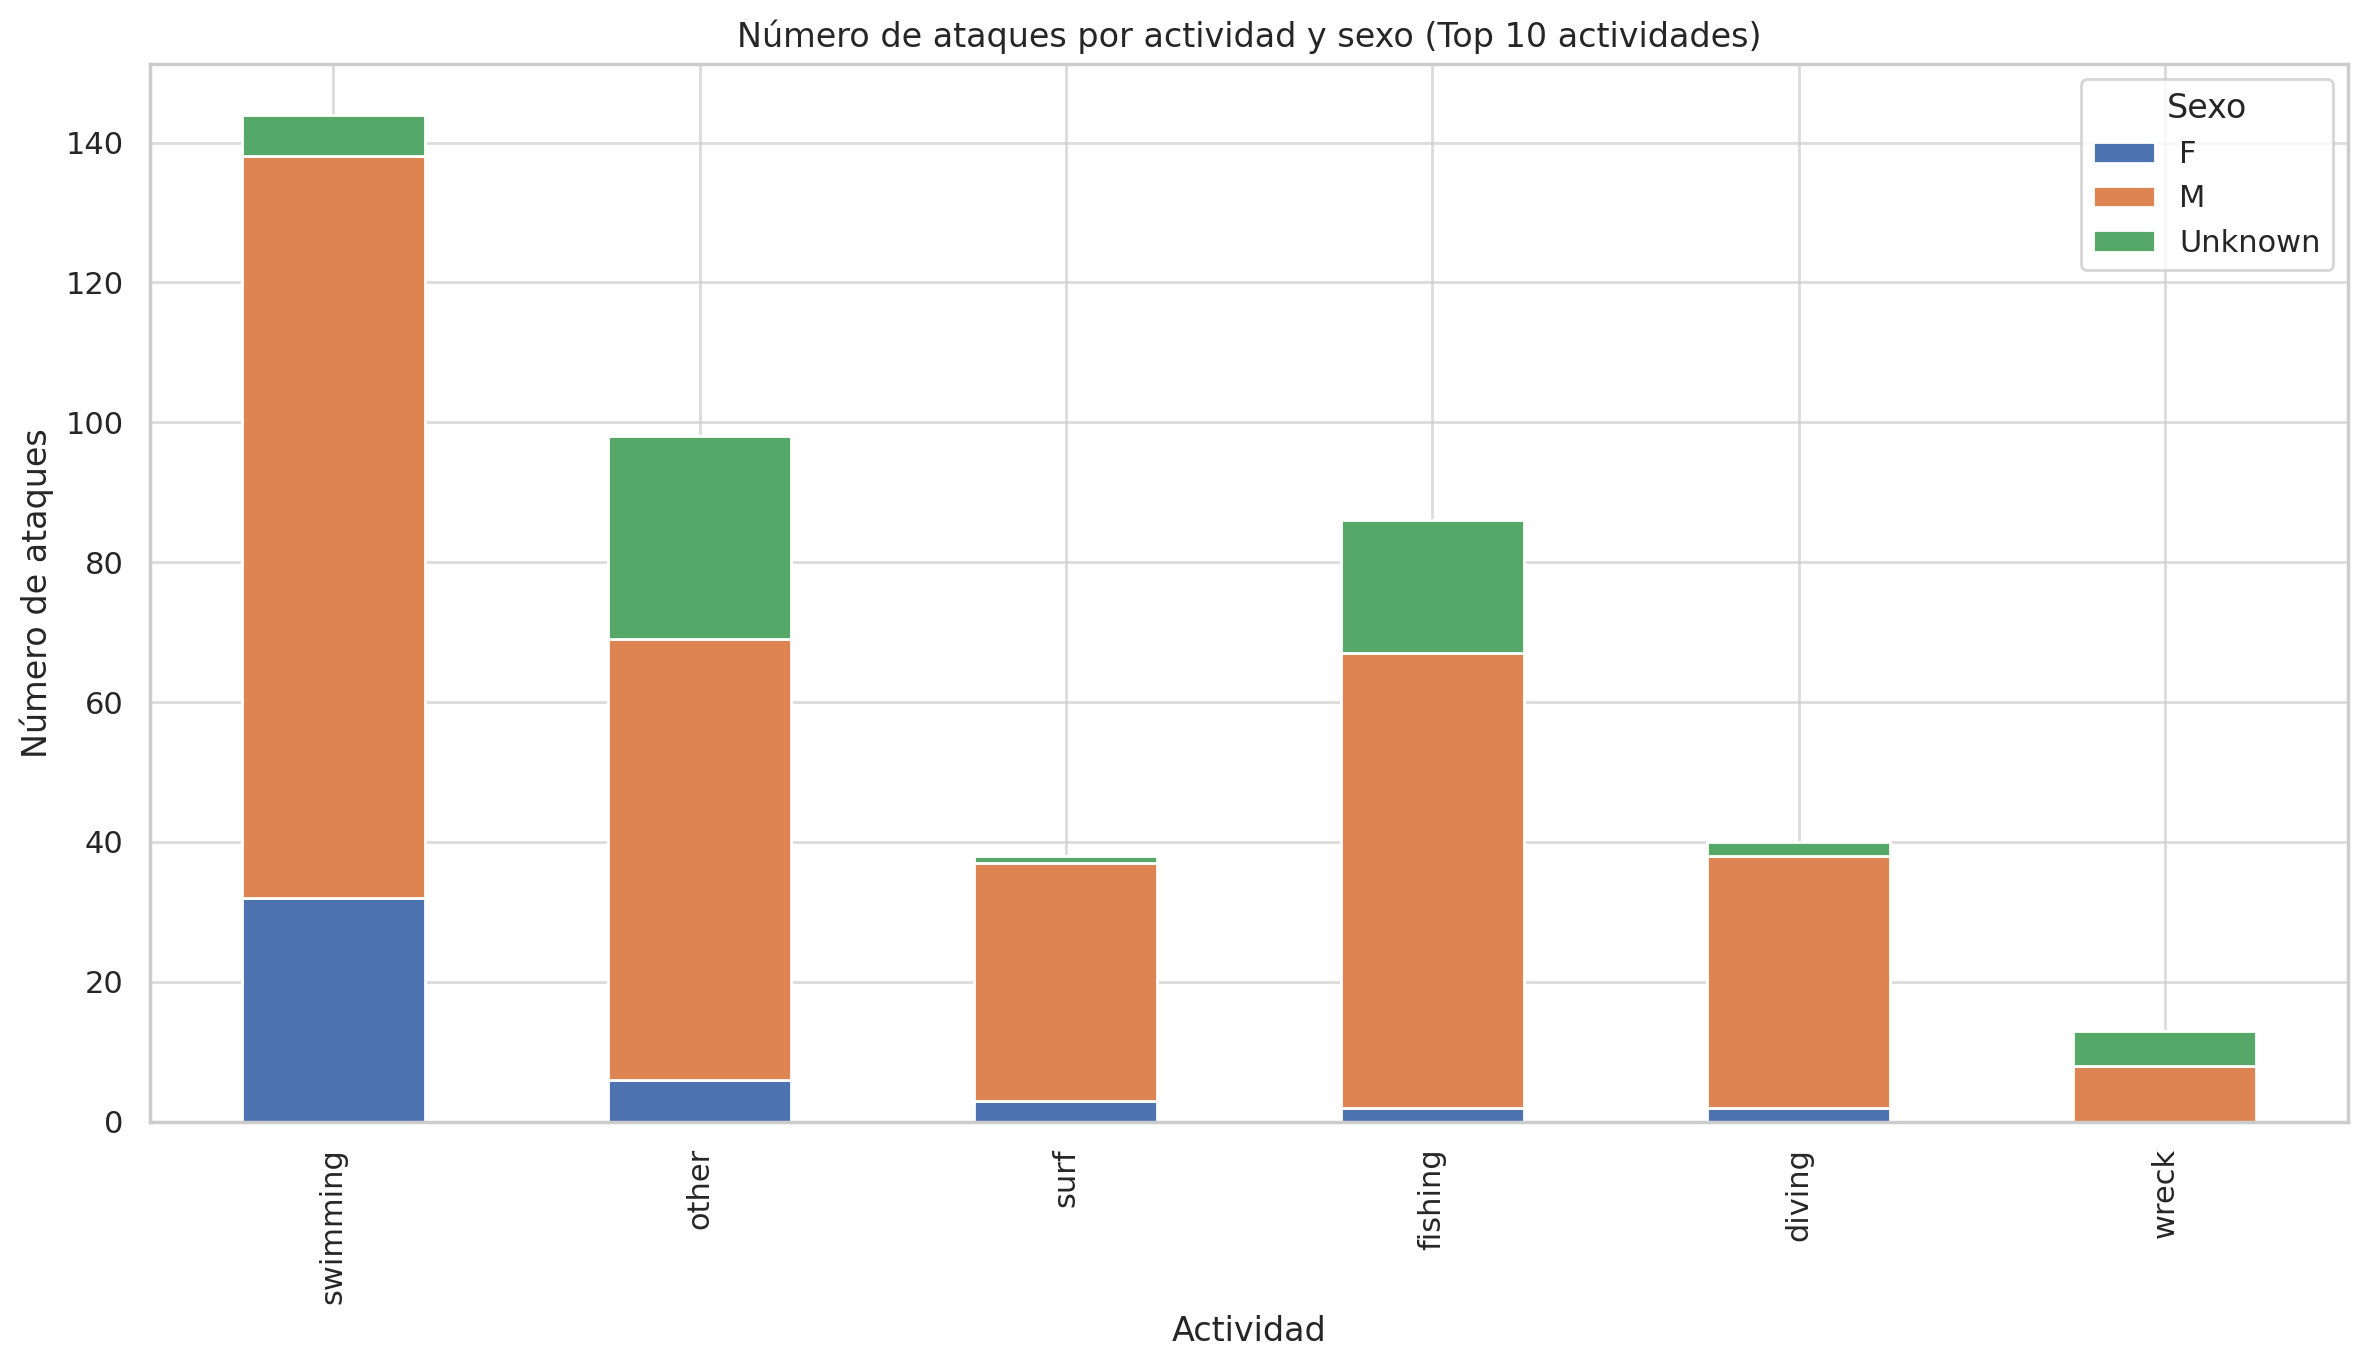 Número de ataques por actividad y sexo (Top 10 actividades)
Sexo
F
M
Unknown
Número de ataques
140
120
100
80
60
40
20
0
swimming
other
surf
fishing
diving
wreck
Actividad